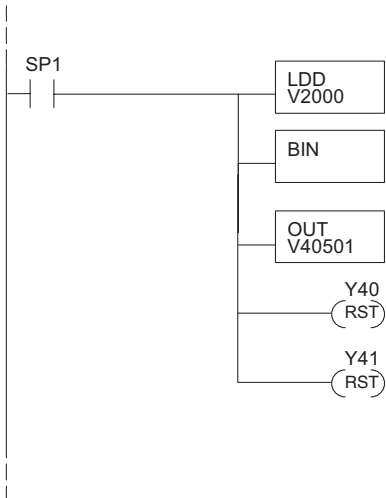 SP1
LDD
V2000
BIN
OUT
V40501
Y40
RST
Y41
RST